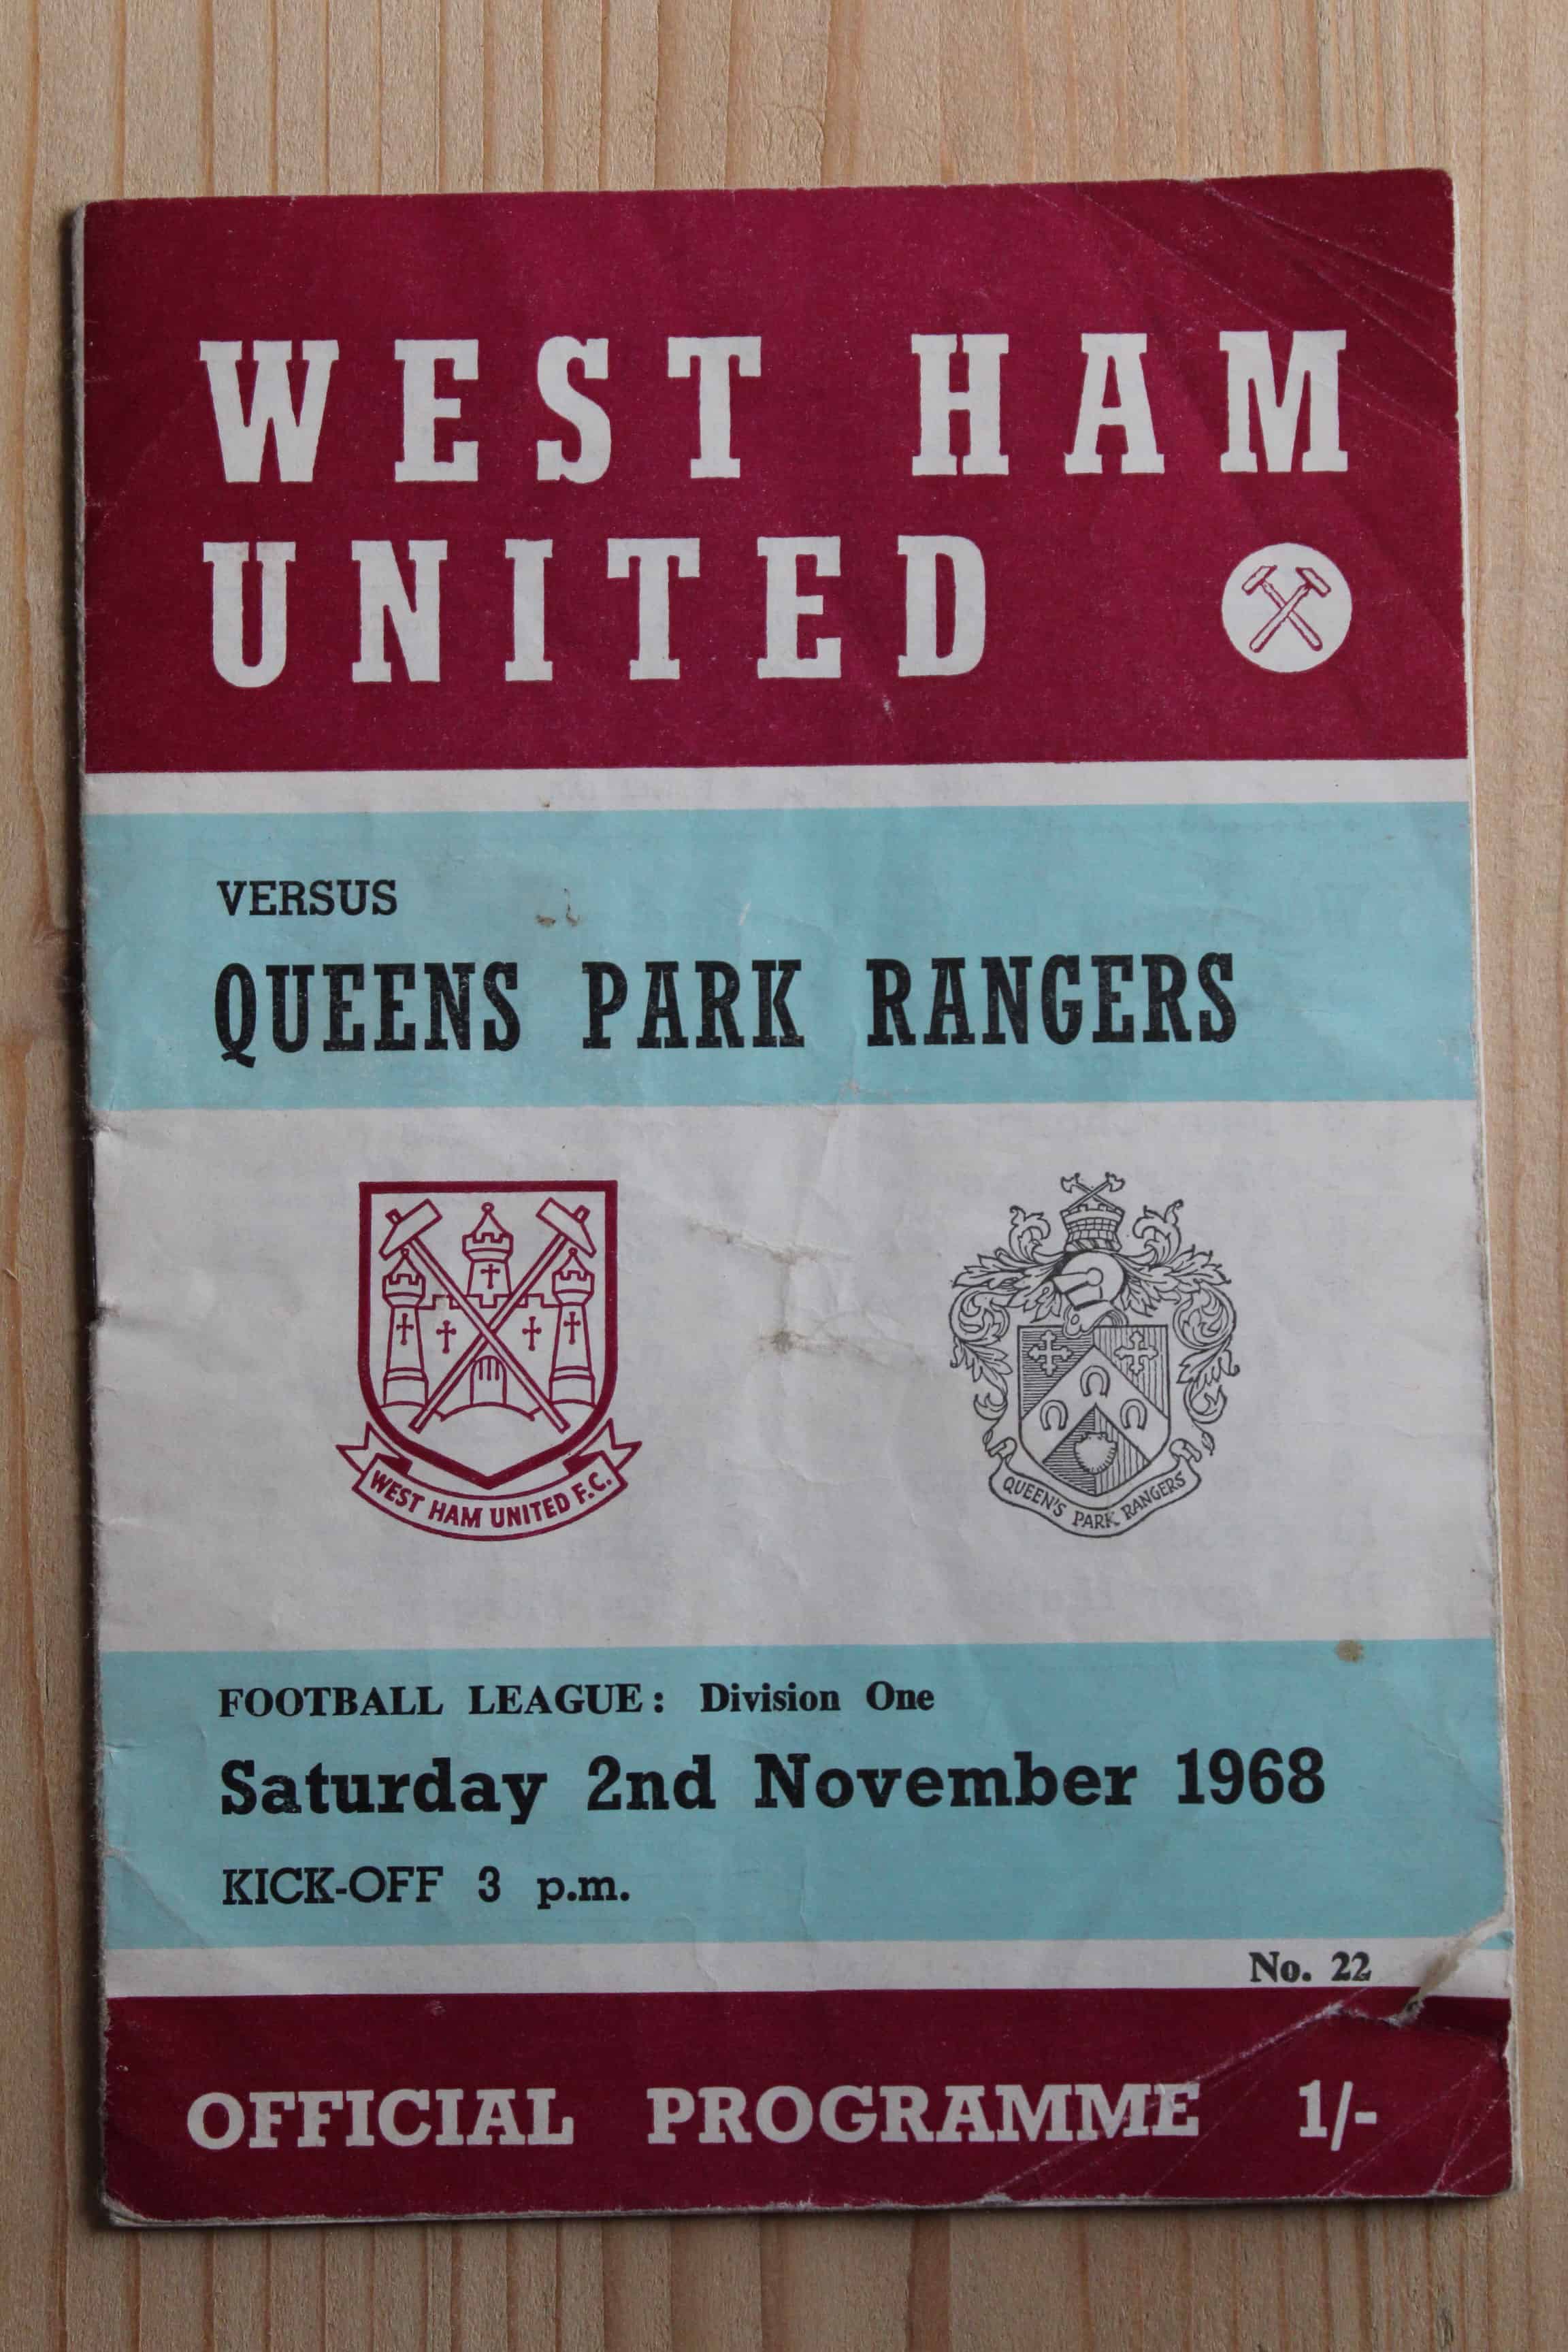 WEST HAM
UNITED
VERSUS
QUEENS PARK RANGERS
WEST HAM UNITED F.C.
QUEEN'S PARK RANGERS
FOOTBALL LEAGUE: Division One
Saturday 2nd November 1968
KICK-OFF 3 p.m.
No. 22
OFFICIAL PROGRAMME 1/-